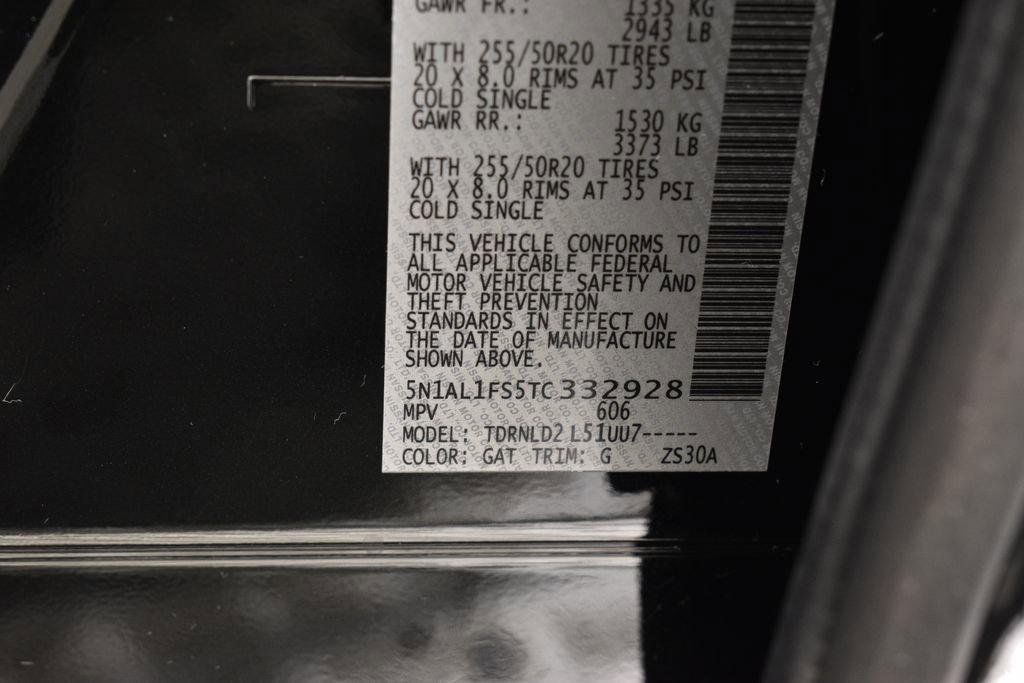 GAWR FR.: 1335 KG
2943 LB
WITH 255/50R20 TIRES
20 X 8.0 RIMS AT 35 PSI
COLD SINGLE
GAWR RR.: 1530 KG
3373 LB
WITH 255/50R20 TIRES
20 X 8.0 RIMS AT 35 PSI
COLD SINGLE
THIS VEHICLE CONFORMS TO
ALL APPLICABLE FEDERAL
MOTOR VEHICLE SAFETY AND
THEFT PREVENTION
STANDARDS IN EFFECT ON
THE DATE OF MANUFACTURE
SHOWN ABOVE.
5N1AL1FS5TC332928
MPV 606
MODEL: TDRNLD2 L51UU7-----
COLOR: GAT TRIM: G ZS30A